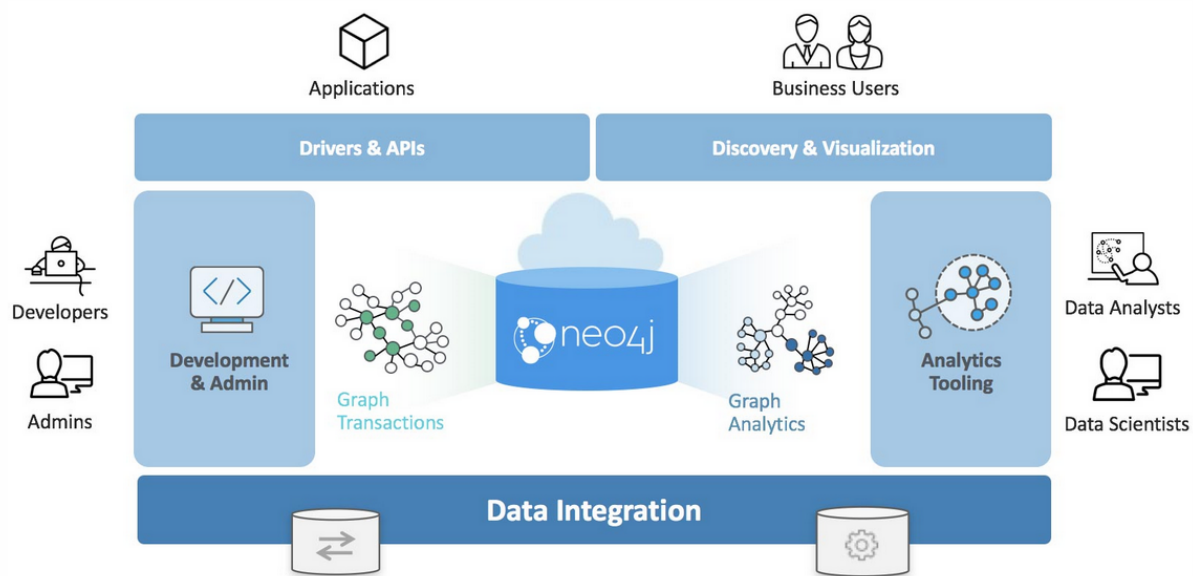 Applications
Business Users
Drivers & APIs
Discovery & Visualization
Developers
Admins
Development
& Admin
</>
Graph
Transactions
neo4j
Graph
Analytics
Analytics
Tooling
Data Analysts
Data Scientists
Data Integration